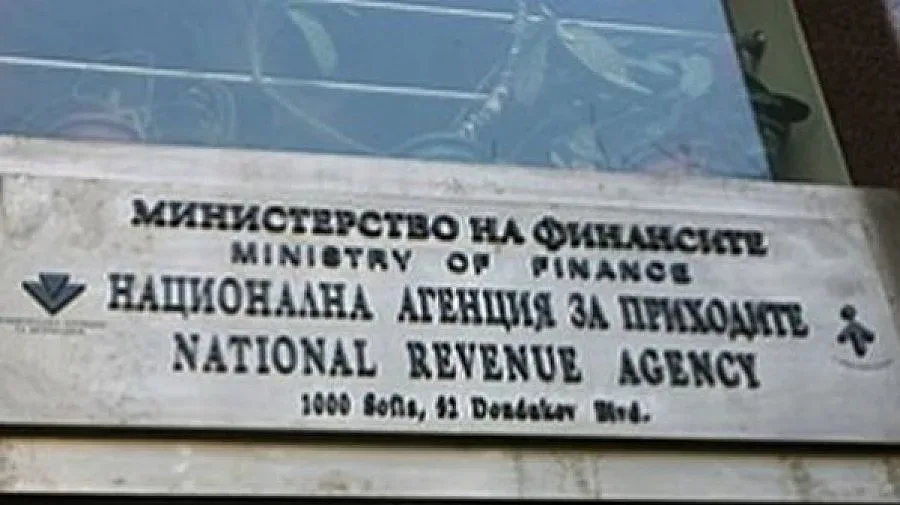 МИНИСТЕРСТВО НА ФИНАНСИТЕ
MINISTRY OF FINANCE
НАЦИОНАЛНА АГЕНЦИЯ ЗА ПРИХОДИТЕ
NATIONAL REVENUE AGENCY
1000 Sofia, 52 Dondukov Blvd.